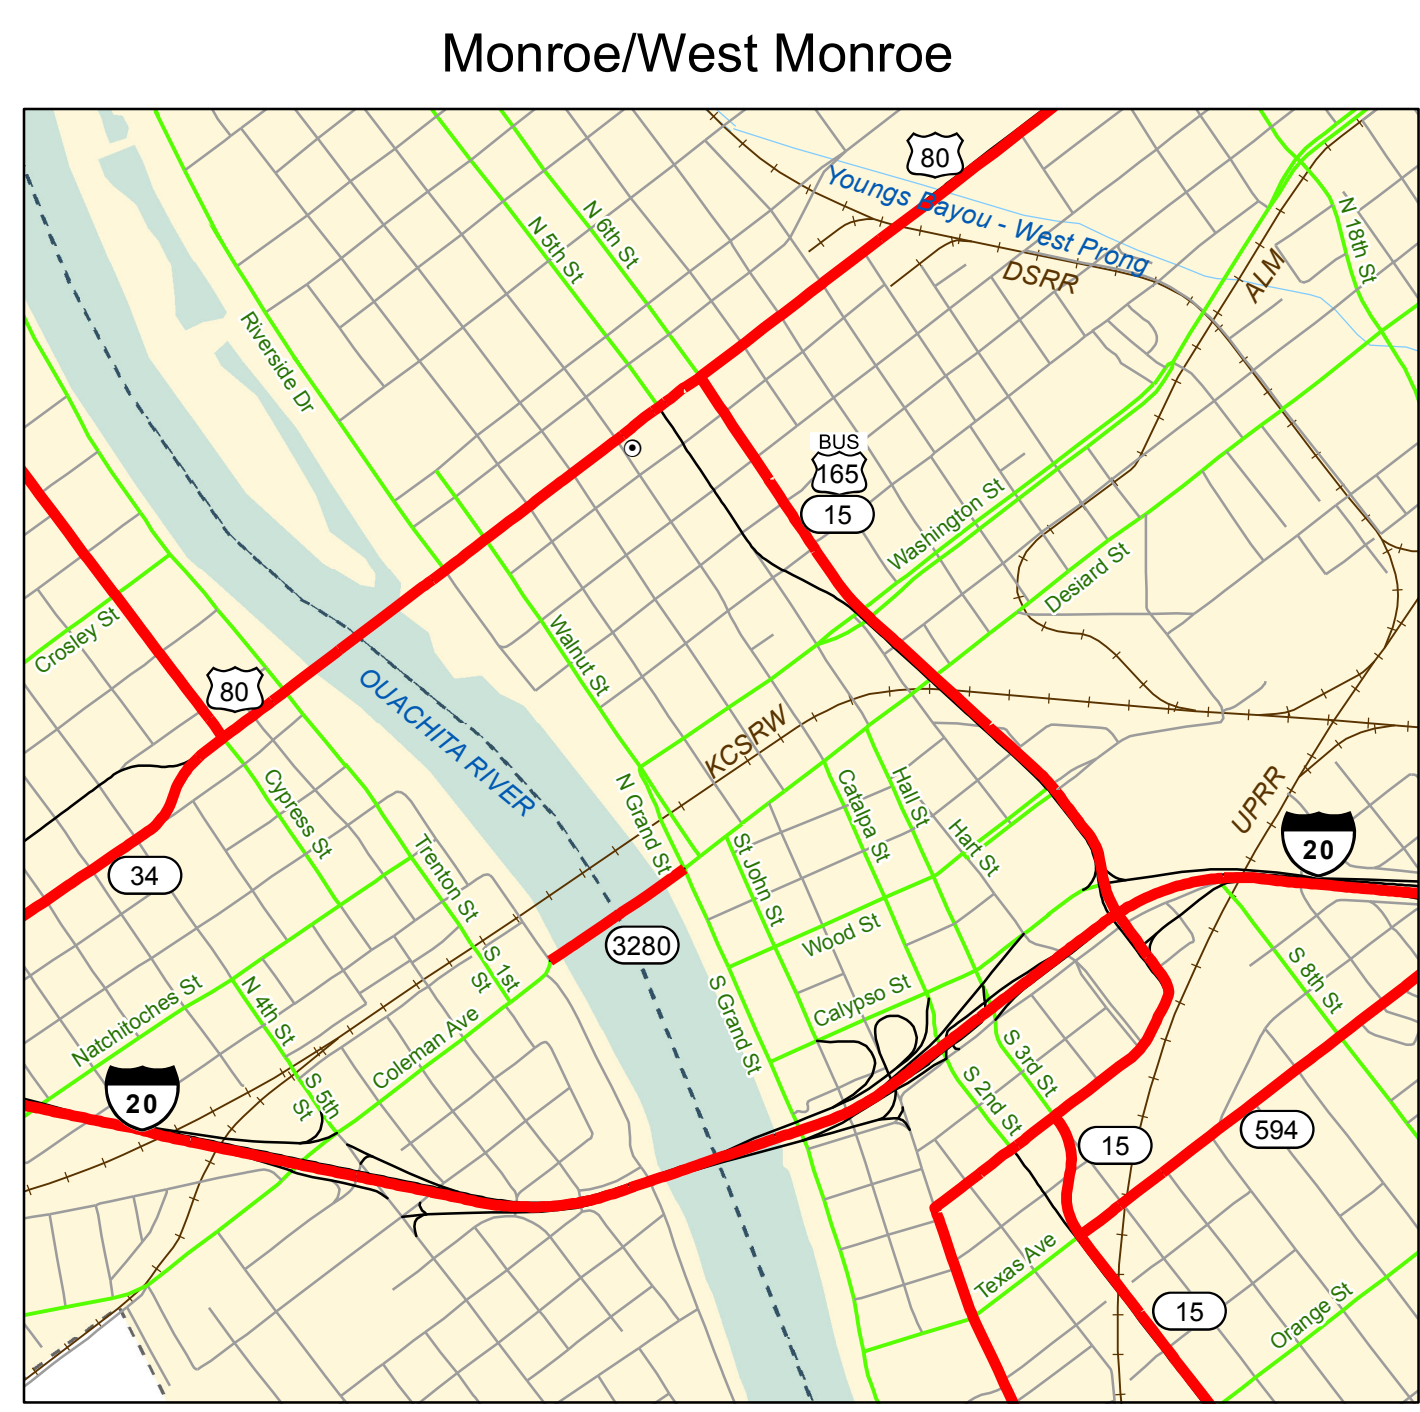 Monroe/West Monroe
80
Youngs Bayou - West Prong
N 6th St
N 5th St
N 18th St
DSRR
ALM
Riverside Dr
BUS
165
15
Washington St
Desiard St
Crosley St
Walnut St
80
OUACHITA RIVER
KCSRW
Cypress St
N Grand St
Catalpa St
Hall St
Hart St
UPRR
20
34
Trenton St
St John St
Wood St
3280
S 1st
St
S 8th St
Natchitoches St
N 4th St
S Grand St
Calypso St
Coleman Ave
S 3rd St
S 2nd St
20
S 5th
St
15
594
Texas Ave
15
Orange St